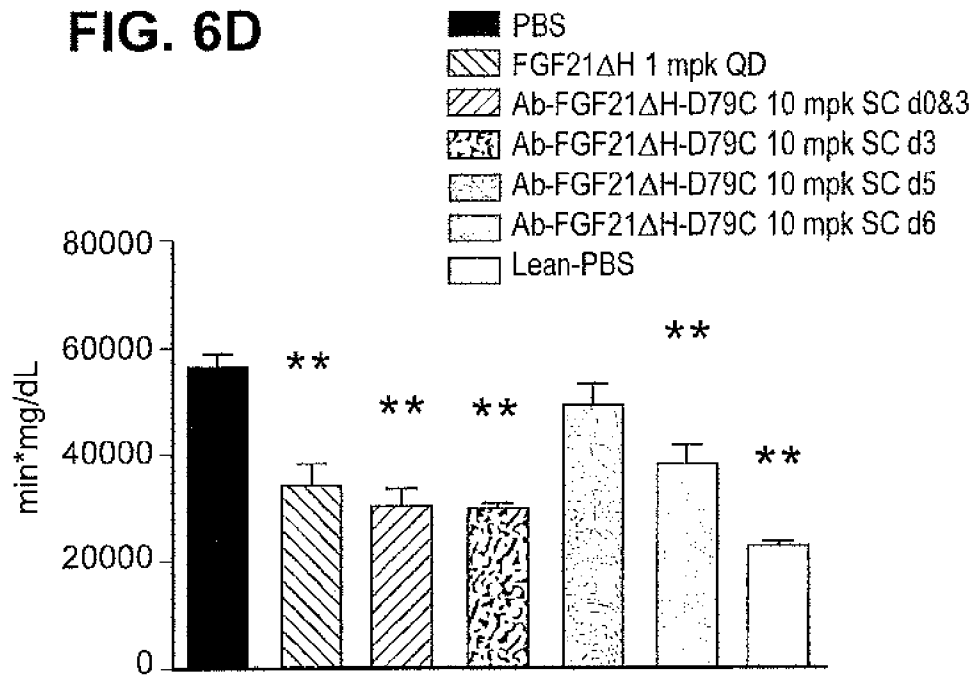 FIG. 6D
PBS
FGF21ΔH 1 mpk QD
Ab-FGF21ΔH-D79C 10 mpk SC d0&3
Ab-FGF21ΔH-D79C 10 mpk SC d3
Ab-FGF21ΔH-D79C 10 mpk SC d5
Ab-FGF21ΔH-D79C 10 mpk SC d6
Lean-PBS
min*mg/dL
80000
60000
40000
20000
0
**
**
**
**
**